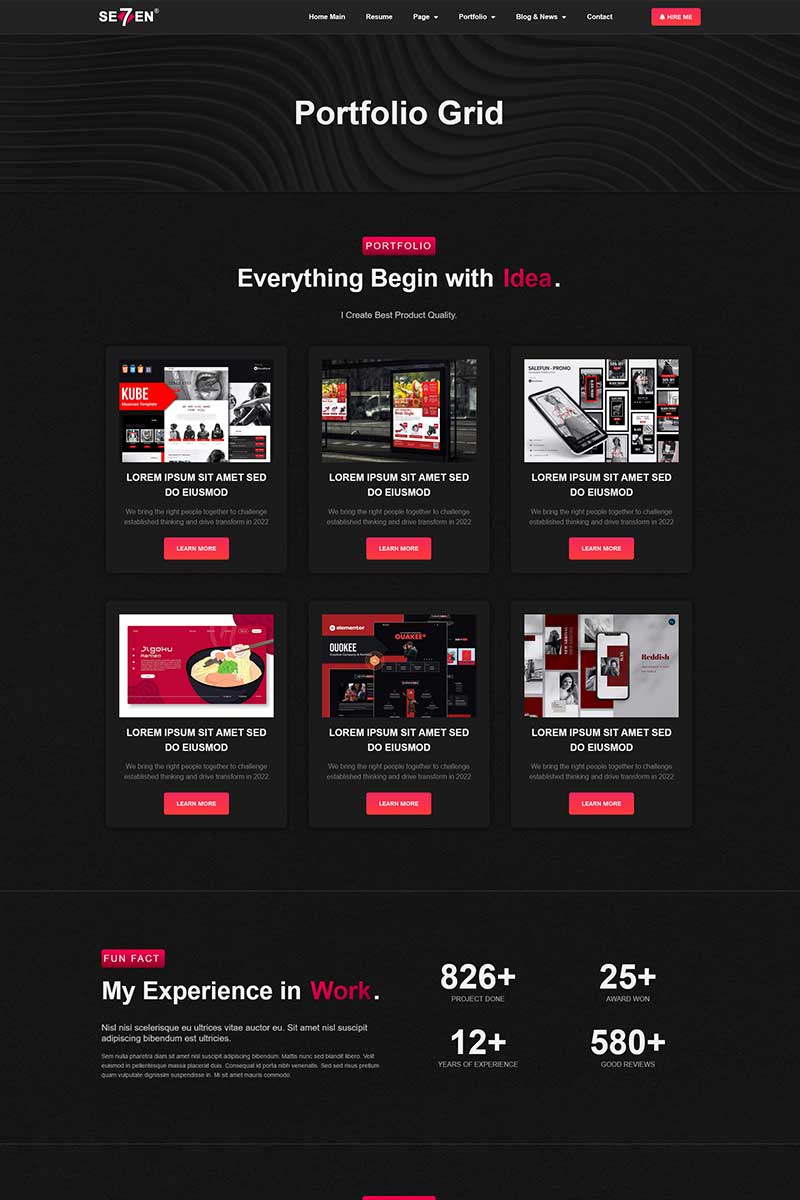 SE7EN®
Home Main Resume Page Portfolio Blog & News Contact HIRE ME
Portfolio Grid
PORTFOLIO
Everything Begin with Idea.
I Create Best Product Quality.
KUBE
SALEFUN - PROMO
LOREM IPSUM SIT AMET SED
DO EIUSMOD
We bring the right people together to challenge
established thinking and drive transform in 2022
LEARN MORE
LOREM IPSUM SIT AMET SED
DO EIUSMOD
We bring the right people together to challenge
established thinking and drive transform in 2022
LEARN MORE
LOREM IPSUM SIT AMET SED
DO EIUSMOD
We bring the right people together to challenge
established thinking and drive transform in 2022
LEARN MORE
Jigoku
Ramen
elementor
OUOKEE
OUAKEE
Reddish
LOREM IPSUM SIT AMET SED
DO EIUSMOD
We bring the right people together to challenge
established thinking and drive transform in 2022
LEARN MORE
LOREM IPSUM SIT AMET SED
DO EIUSMOD
We bring the right people together to challenge
established thinking and drive transform in 2022
LEARN MORE
LOREM IPSUM SIT AMET SED
DO EIUSMOD
We bring the right people together to challenge
established thinking and drive transform in 2022
LEARN MORE
FUN FACT
My Experience in Work.
Nisl nisi scelerisque eu ultrices vitae auctor eu. Sit amet nisl suscipit
adipiscing bibendum est ultricies.
Sem nulla pharetra diam sit amet nisl suscipit adipiscing bibendum. Mattis nunc sed blandit libero. Velit
euismod in pellentesque massa placerat duis. Consequat id porta nibh venenatis. Sed sed risus pretium
quam vulputate dignissim suspendisse in. Mi sit amet mauris commodo.
826+
PROJECT DONE
25+
AWARD WON
12+
YEARS OF EXPERIENCE
580+
GOOD REVIEWS